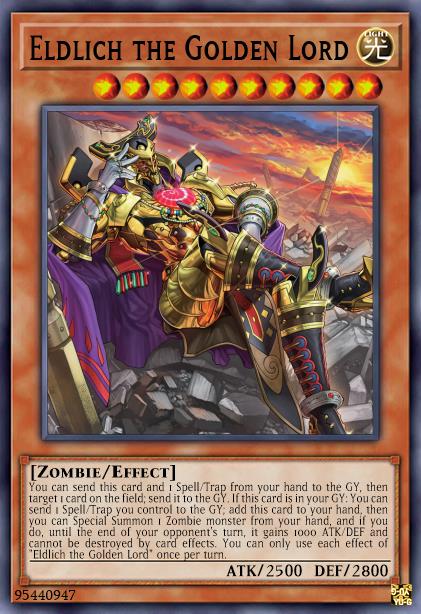 Eldlich the Golden Lord
LIGHT
光
[Zombie/Effect]
You can send this card and 1 Spell/Trap from your hand to the GY, then
target 1 card on the field; send it to the GY. If this card is in your GY: You can
send 1 Spell/Trap you control to the GY; add this card to your hand, then
you can Special Summon 1 Zombie monster from your hand, and if you
do, until the end of your opponent's turn, it gains 1000 ATK/DEF and
cannot be destroyed by card effects. You can only use each effect of
"Eldlich the Golden Lord" once per turn.
ATK/2500 DEF/2800
95440947